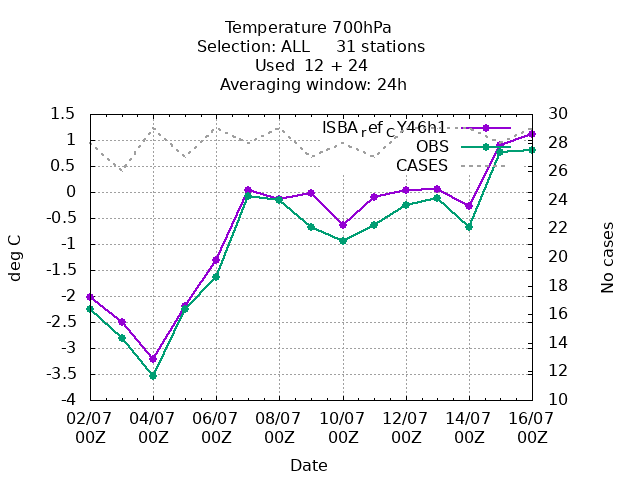 Temperature 700hPa
Selection: ALL 31 stations
Used 12 + 24
Averaging window: 24h
1.5 30
ISBA_ref_CY46h1
1 28
OBS
0.5 26
CASES
0 24
-0.5 22
-1 20
-1.5 18
-2 16
-2.5 14
-3 12
-3.5 10
-4
deg C
No cases
02/07 04/07 06/07 08/07 10/07 12/07 14/07 16/07
00Z 00Z 00Z 00Z 00Z 00Z 00Z 00Z
Date